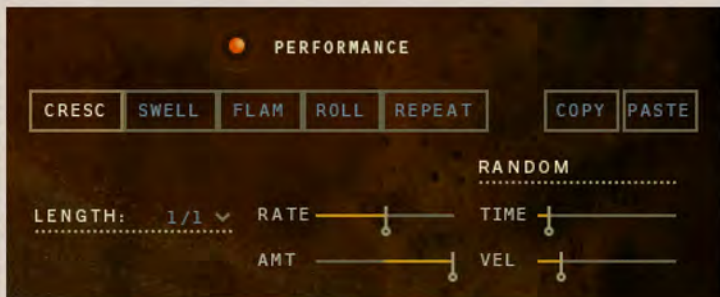 PERFORMANCE
CRESC SWELL FLAM ROLL REPEAT COPY PASTE
RANDOM
LENGTH: 1/1 RATE TIME
AMT VEL